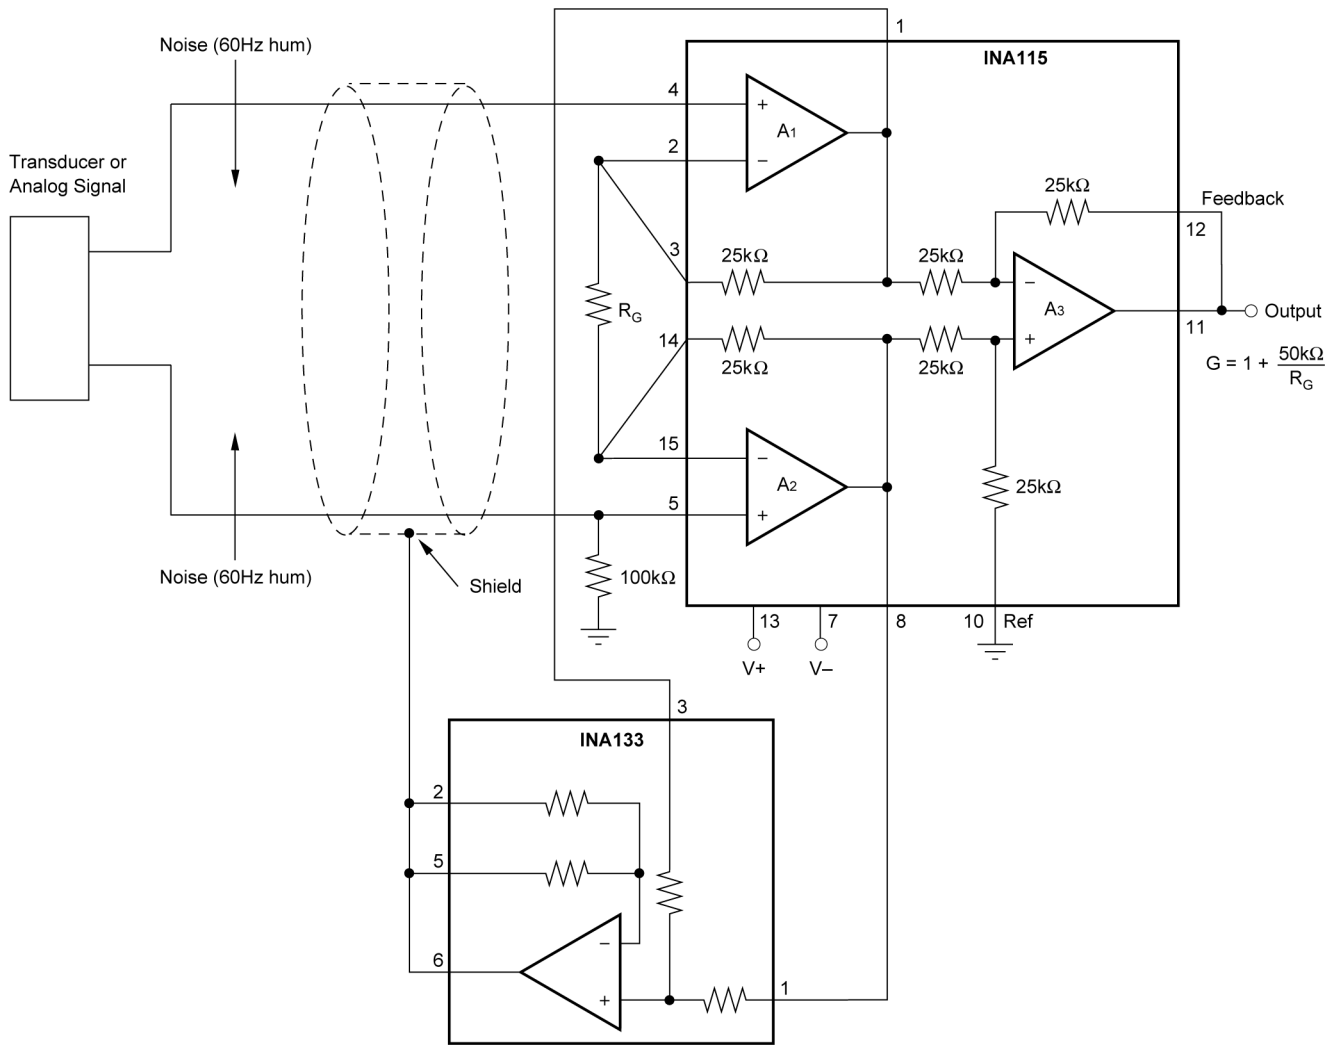 Noise (60Hz hum)
1
INA115
4
+
A1
Transducer or
Analog Signal
2
–
25kΩ
Feedback
12
3
25kΩ
25kΩ
–
RG
A3
11
Output
14
+
25kΩ
25kΩ
G = 1 + 50kΩ
RG
15
–
A2
25kΩ
5
+
Noise (60Hz hum)
Shield
100kΩ
13
7
8
10
Ref
V+
V–
3
INA133
2
5
–
6
+
1